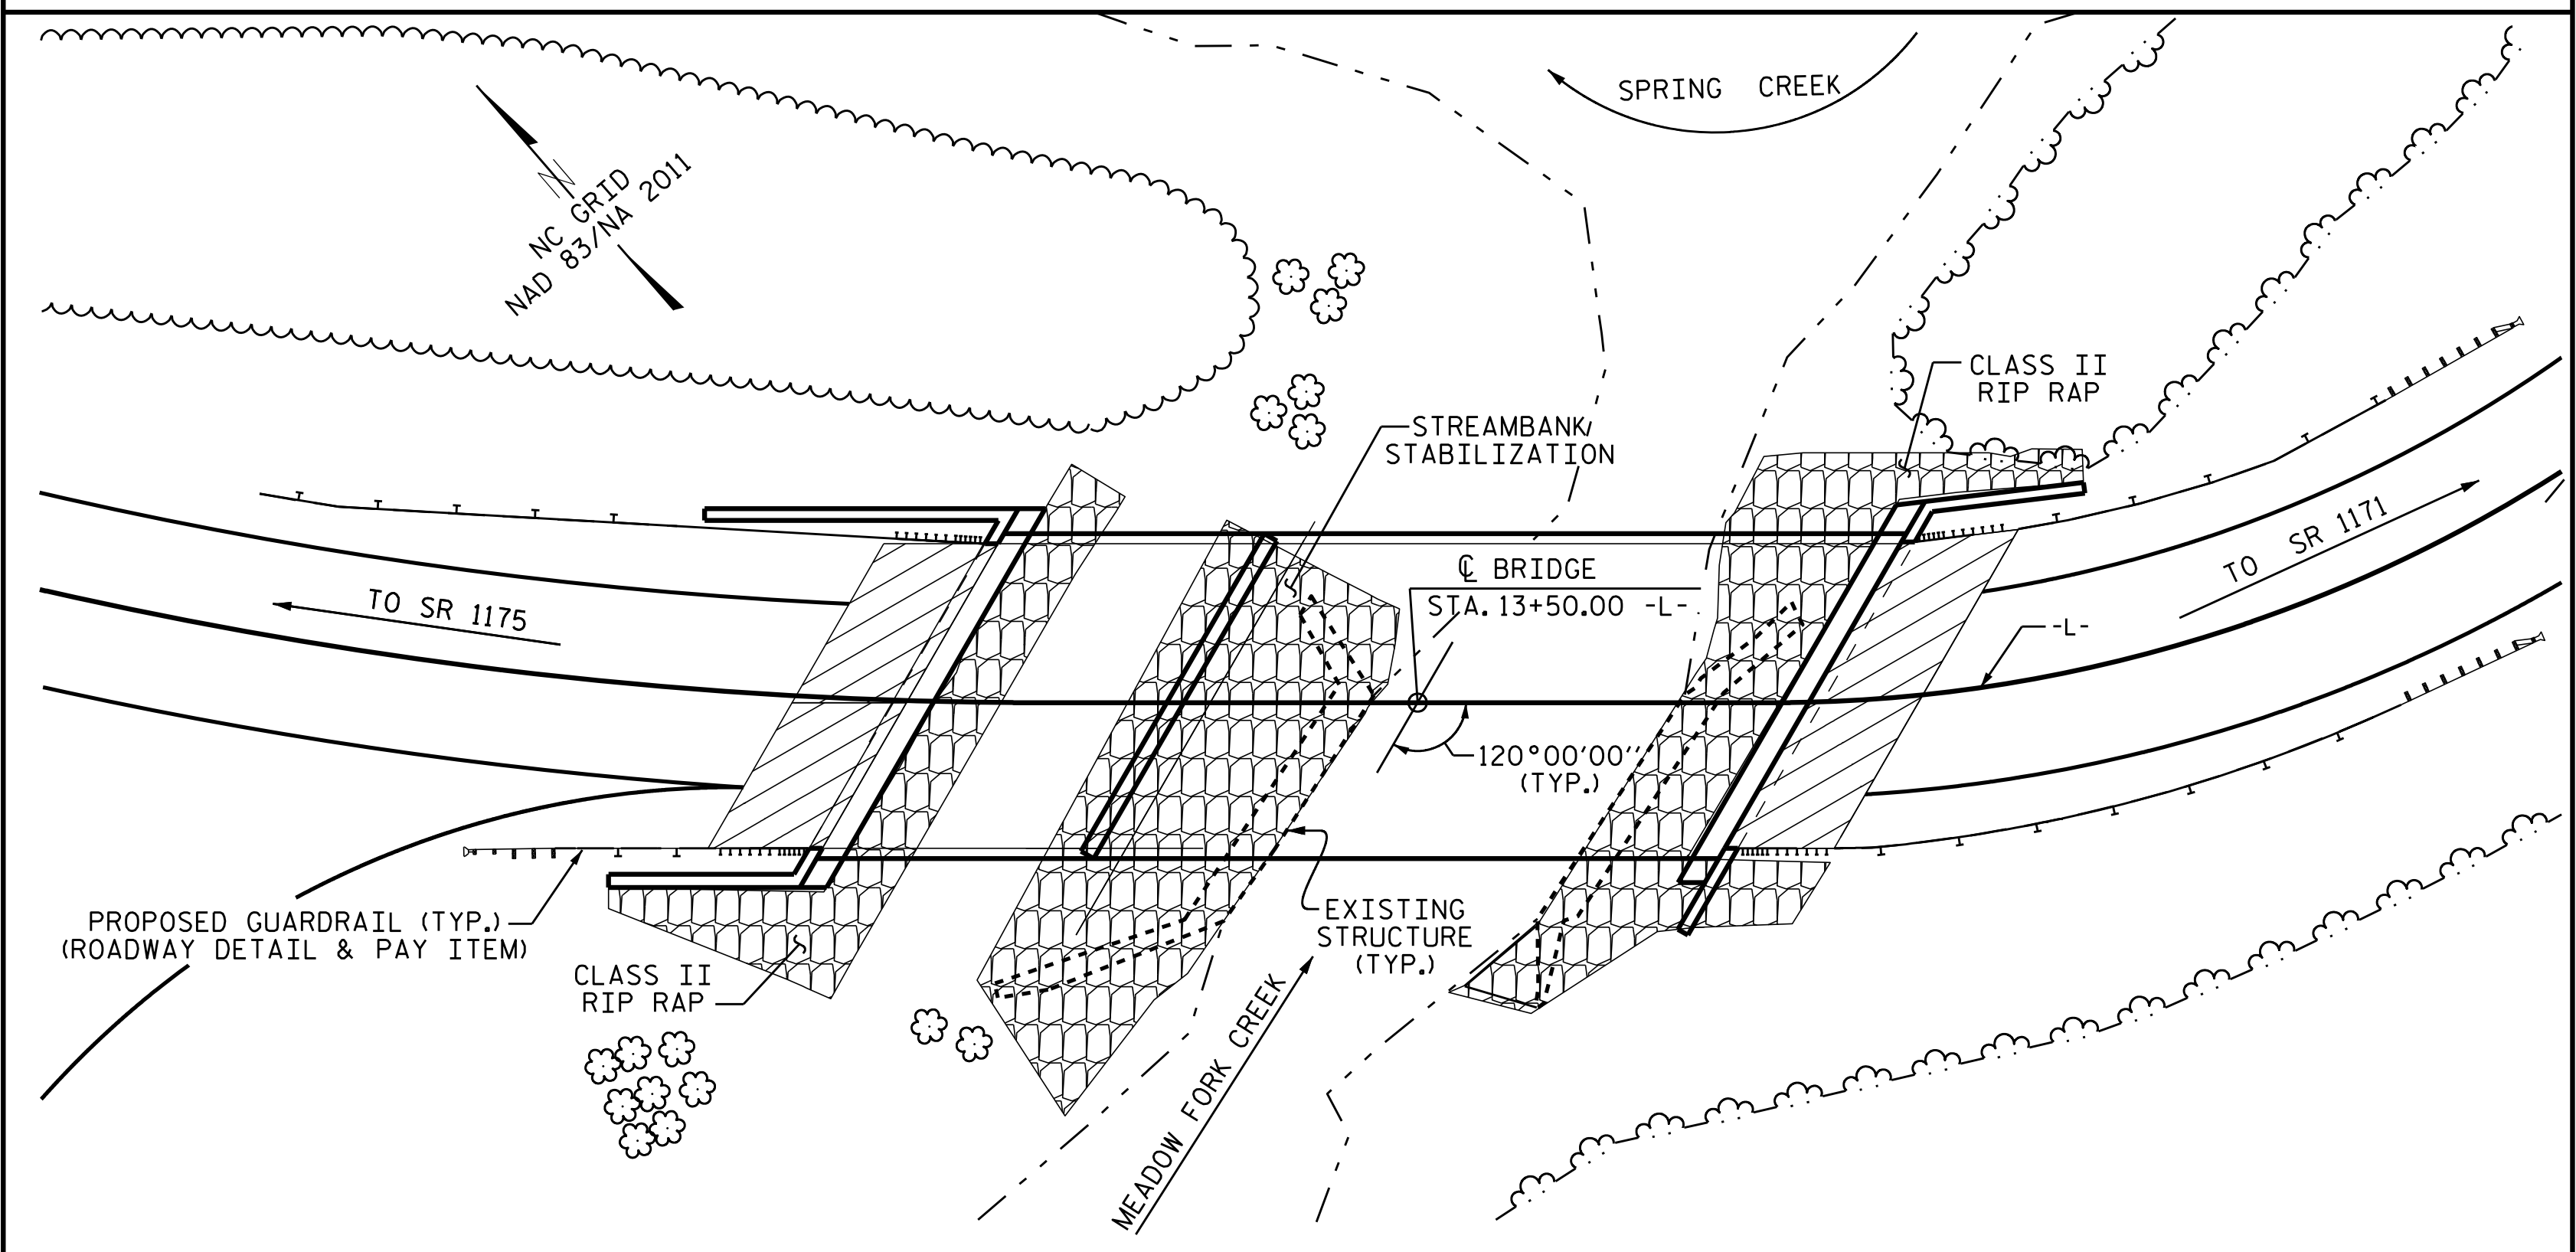 SPRING CREEK
NC GRID
NAD 83/NA 2011
CLASS II
RIP RAP
STREAMBANK
STABILIZATION
TO SR 1171
℄ BRIDGE
STA. 13+50.00 -L-
TO SR 1175
-L-
120°00'00''
(TYP.)
PROPOSED GUARDRAIL (TYP.)
(ROADWAY DETAIL & PAY ITEM)
EXISTING
STRUCTURE
(TYP.)
CLASS II
RIP RAP
MEADOW FORK CREEK